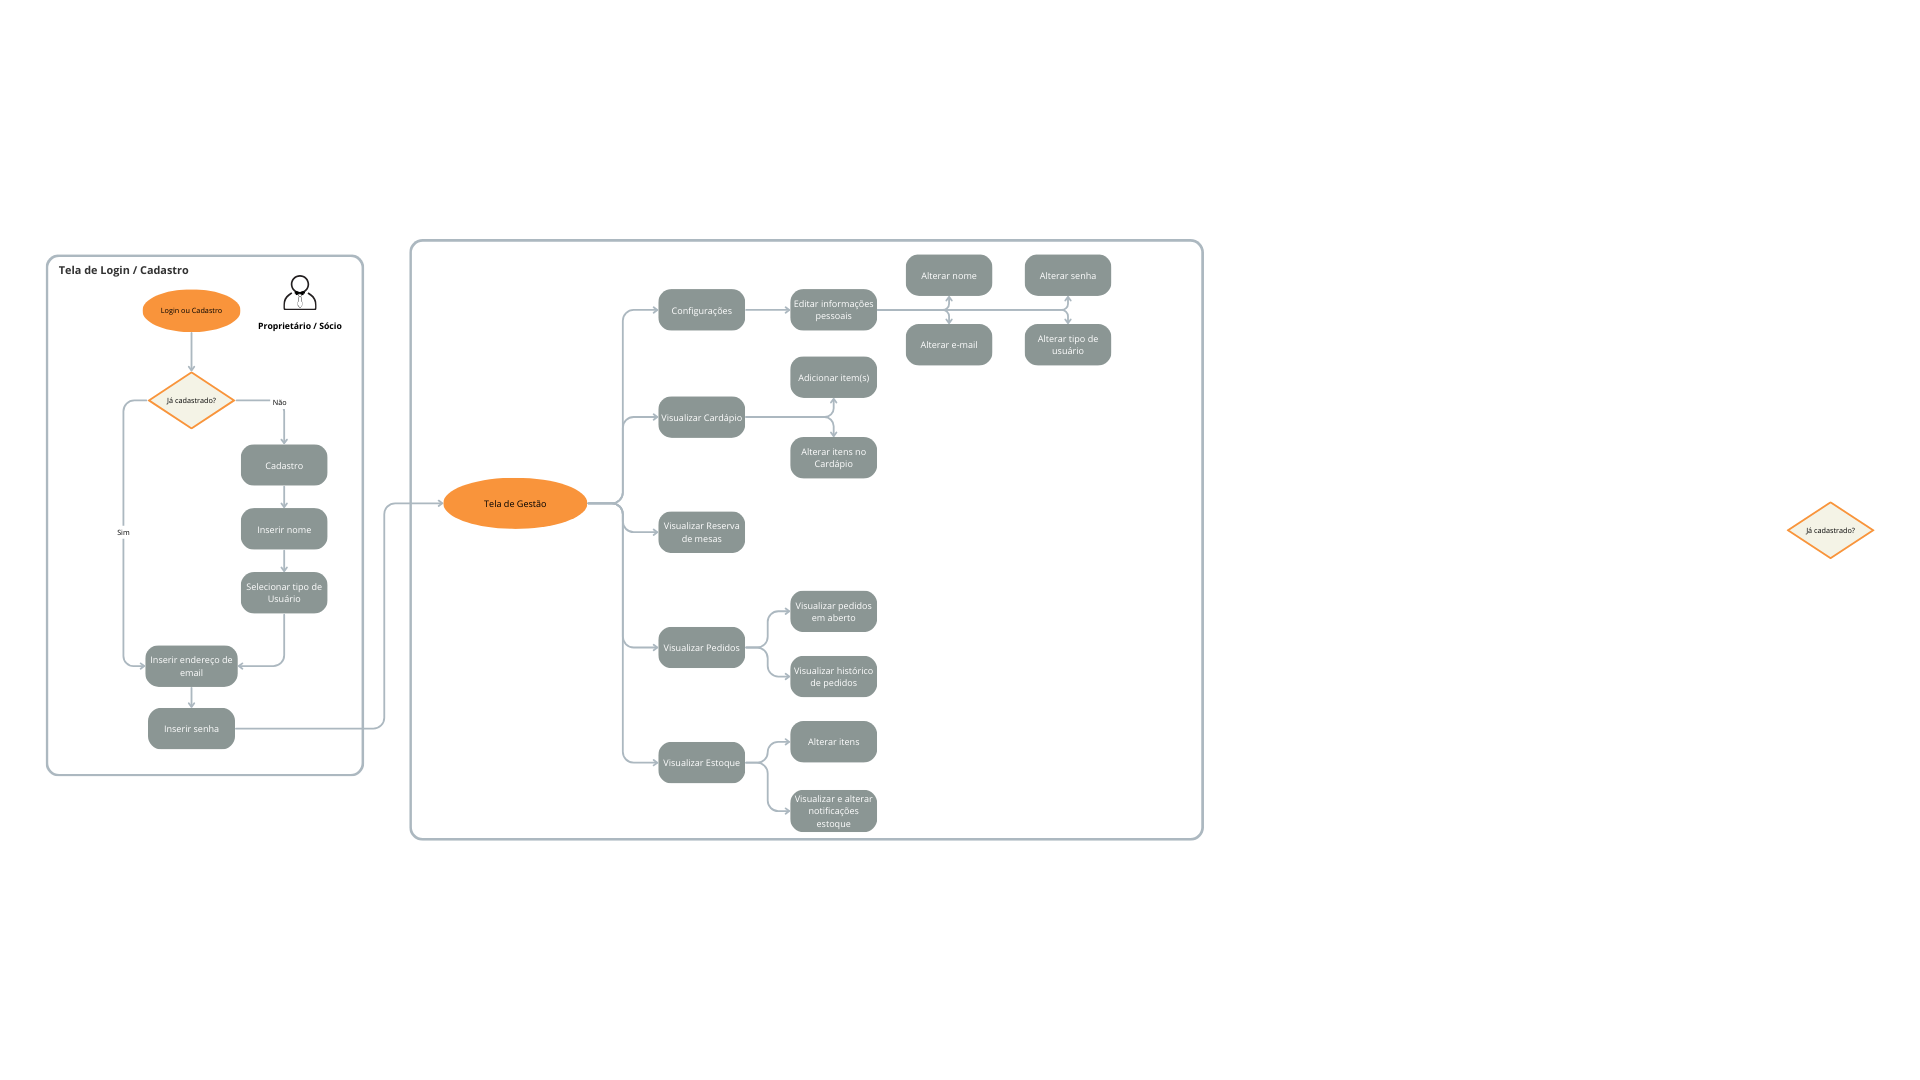 Tela de Login / Cadastro
Login ou Cadastro
Proprietário / Sócio
Já cadastrado?
Não
Cadastro
Inserir nome
Sim
Selecionar tipo de
Usuário
Inserir endereço de
email
Inserir senha
Tela de Gestão
Configurações
Editar informações
pessoais
Alterar nome
Alterar senha
Alterar e-mail
Alterar tipo de
usuário
Visualizar Cardápio
Adicionar item(s)
Alterar itens no
Cardápio
Visualizar Reserva
de mesas
Visualizar Pedidos
Visualizar pedidos
em aberto
Visualizar histórico
de pedidos
Visualizar Estoque
Alterar itens
Visualizar e alterar
notificações
estoque
Já cadastrado?